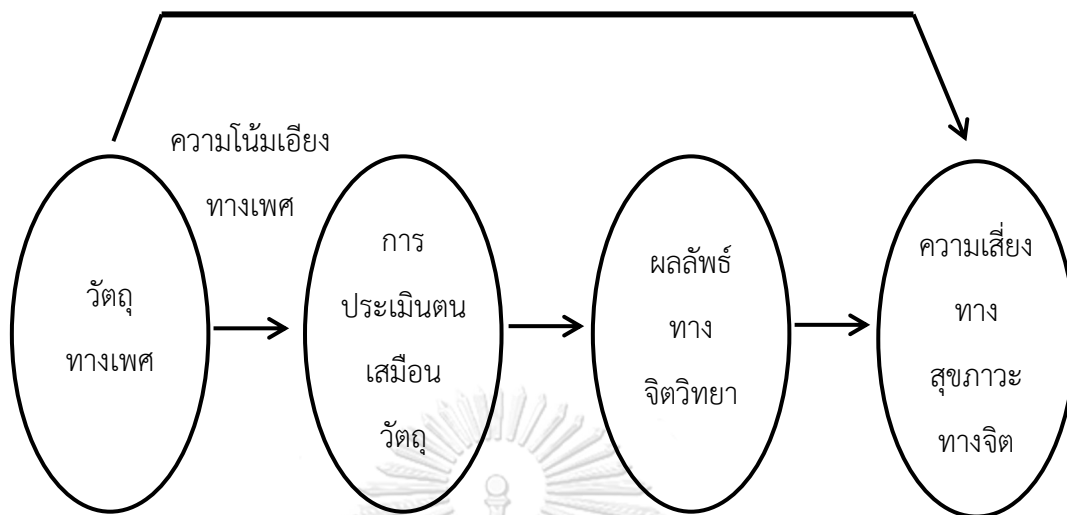 ความโน้มเอียง
ทางเพศ
วัตถุ
ทางเพศ
การ
ประเมินตน
เสมือน
วัตถุ
ผลลัพธ์
ทาง
จิตวิทยา
ความเสี่ยง
ทาง
สุขภาวะ
ทางจิต